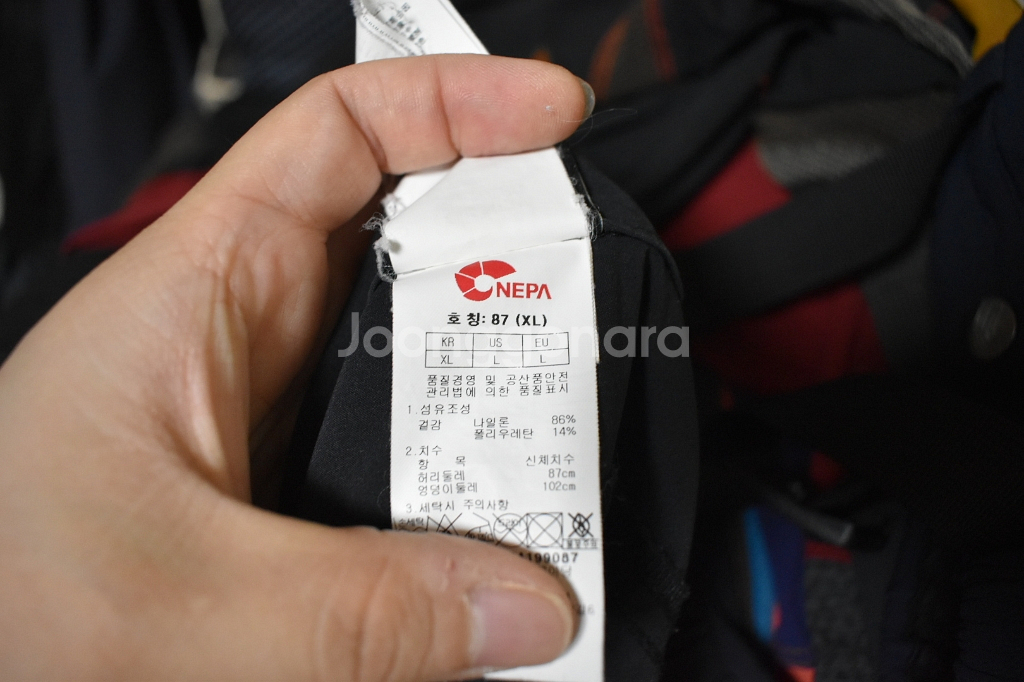 NEPA
호 칭: 87 (XL)
KR US EU
XL L L
Joonggonara
품질경영 및 공산품안전
관리법에 의한 품질표시
1.섬유조성
겉감 나일론 86%
폴리우레탄 14%
2.치수
항 목 신체치수
허리둘레 87cm
엉덩이둘레 102cm
3.세탁시 주의사항
199087